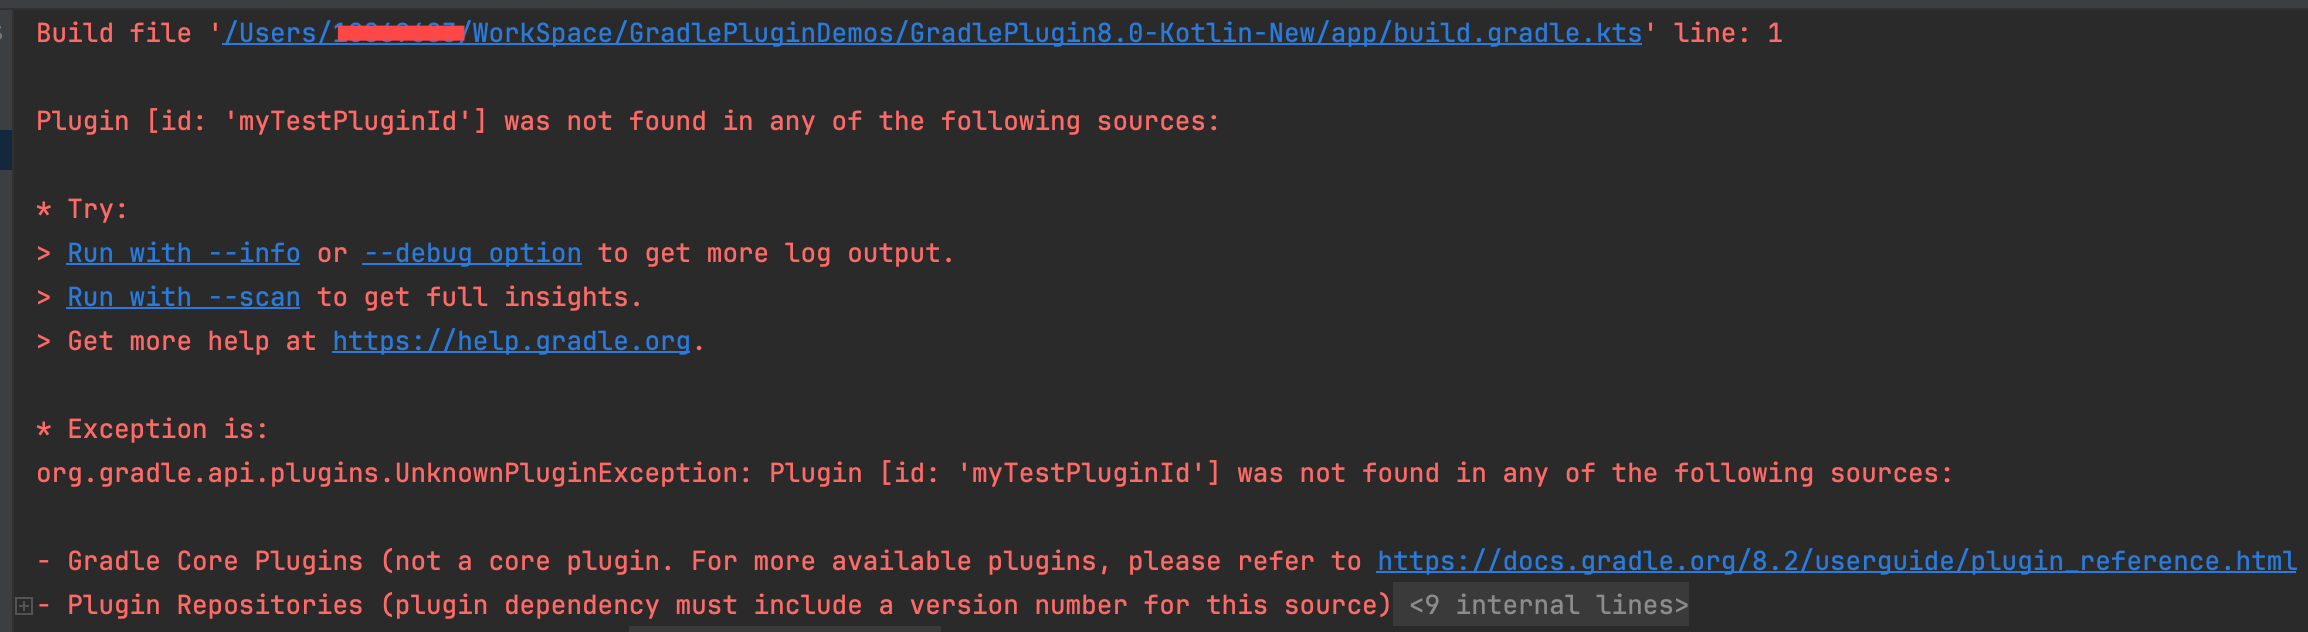 Build file '/Users/ /WorkSpace/GradlePluginDemos/GradlePlugin8.0-Kotlin-New/app/build.gradle.kts' line: 1
Plugin [id: 'myTestPluginId'] was not found in any of the following sources:
* Try:
> Run with --info or --debug option to get more log output.
> Run with --scan to get full insights.
> Get more help at https://help.gradle.org.
* Exception is:
org.gradle.api.plugins.UnknownPluginException: Plugin [id: 'myTestPluginId'] was not found in any of the following sources:
- Gradle Core Plugins (not a core plugin. For more available plugins, please refer to https://docs.gradle.org/8.2/userguide/plugin_reference.html
- Plugin Repositories (plugin dependency must include a version number for this source) <9 internal lines>